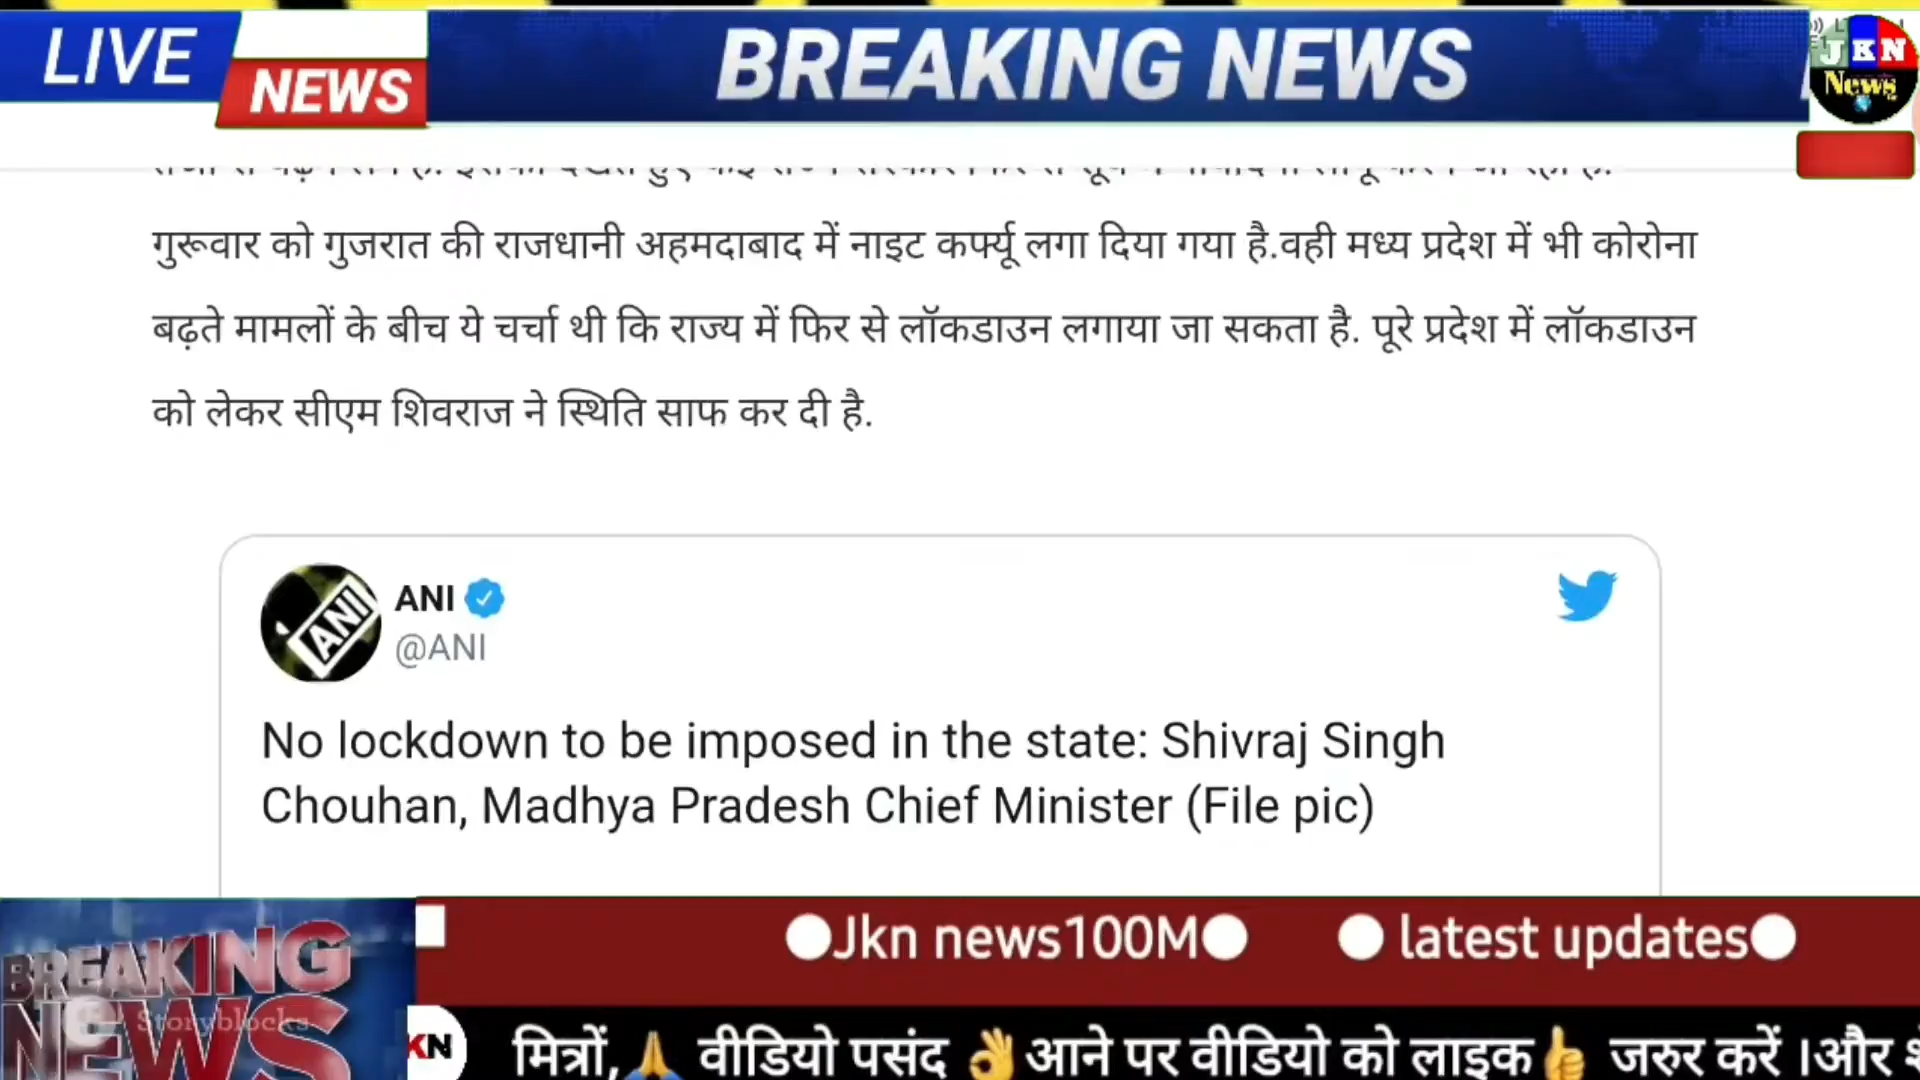 LIVE
NEWS
BREAKING NEWS
JKN
News
गुरूवार को गुजरात की राजधानी अहमदाबाद में नाइट कर्फ्यू लगा दिया गया है.वही मध्य प्रदेश में भी कोरोना
बढ़ते मामलों के बीच ये चर्चा थी कि राज्य में फिर से लॉकडाउन लगाया जा सकता है. पूरे प्रदेश में लॉकडाउन
को लेकर सीएम शिवराज ने स्थिति साफ कर दी है.
ANI
ANI
@ANI
No lockdown to be imposed in the state: Shivraj Singh
Chouhan, Madhya Pradesh Chief Minister (File pic)
BREAKING
NEWS
Storyblocks
●Jkn news100M● ● latest updates●
KN
मित्रों,🙏 वीडियो पसंद 👌आने पर वीडियो को लाइक👍 जरुर करें ।और